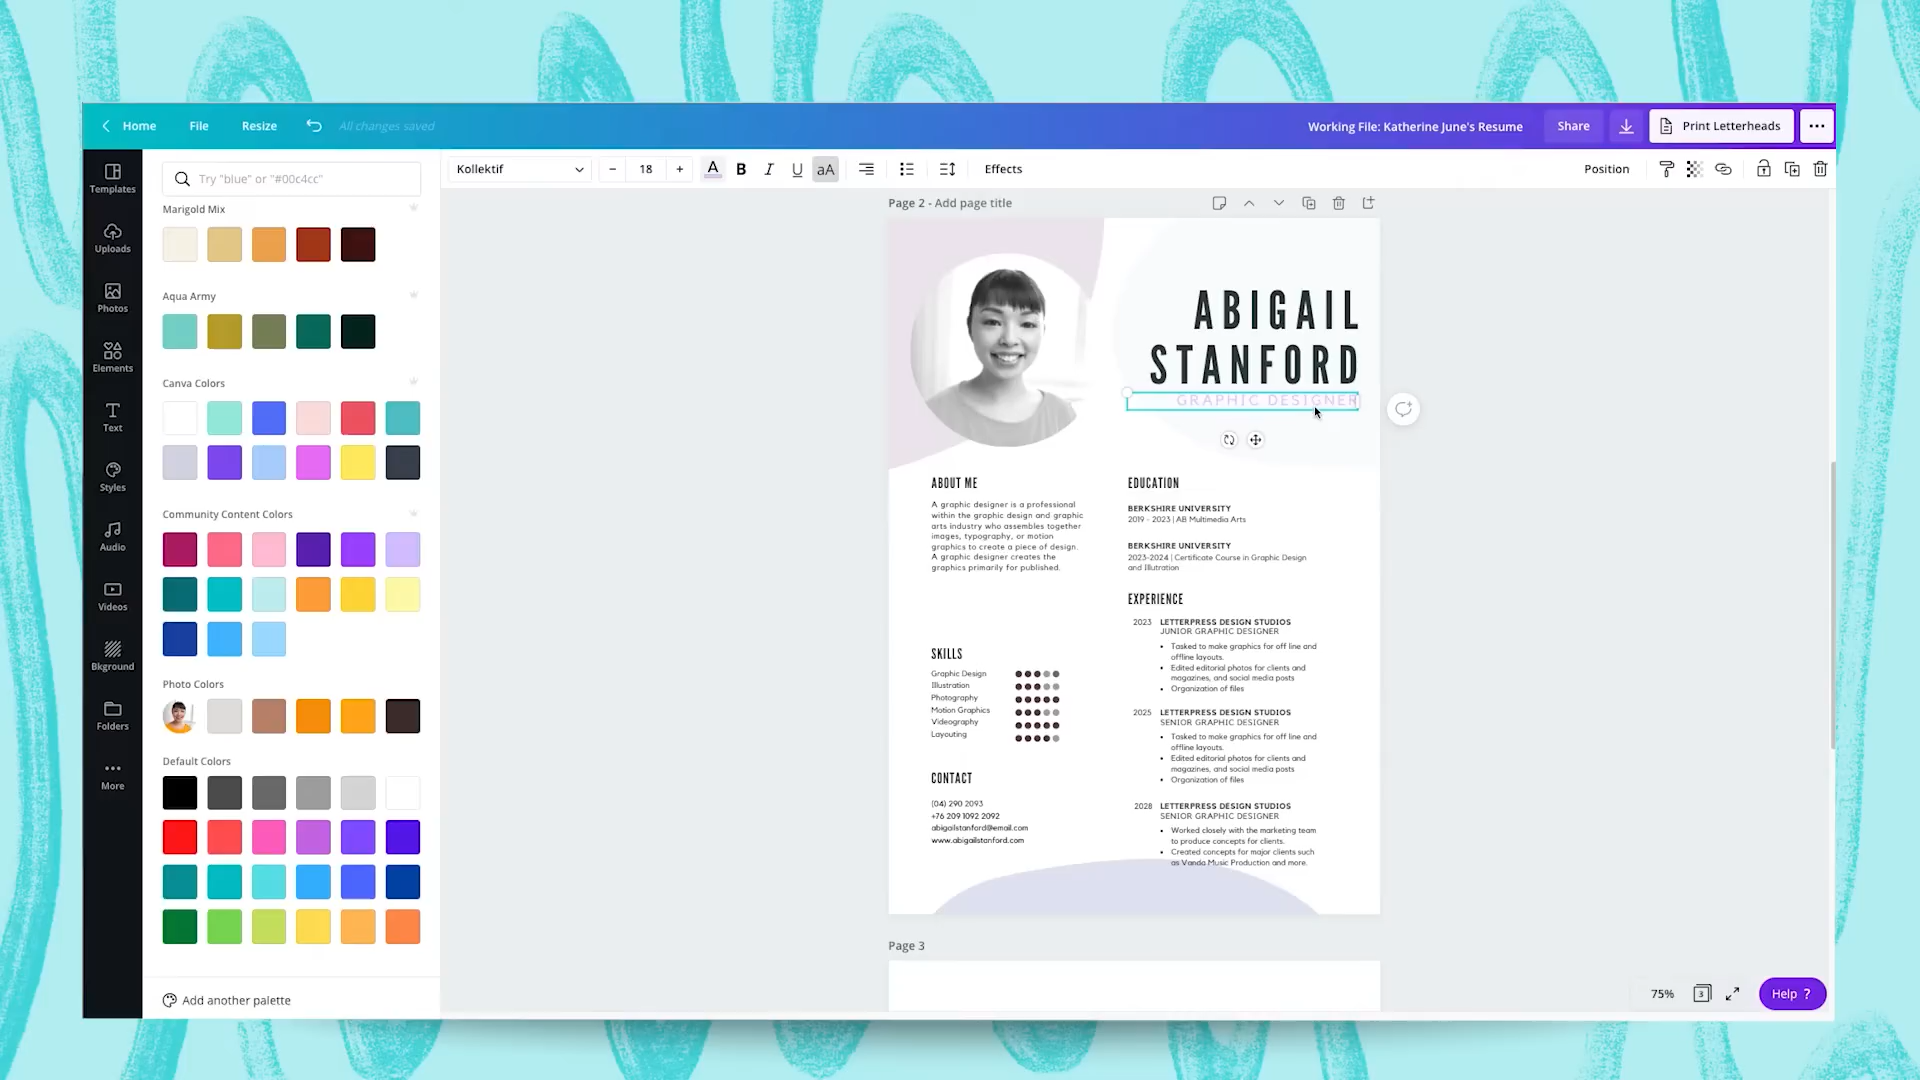 Home
File
Resize
All changes saved
Working File: Katherine June's Resume
Share
Print Letterheads
Templates
Uploads
Photos
Elements
Text
Styles
Audio
Videos
Bkground
Folders
More
Try "blue" or "#00c4cc"
Marigold Mix
Aqua Army
Canva Colors
Community Content Colors
Photo Colors
Default Colors
Add another palette
Kollektif
− 18 +
A B I U aA
Effects
Position
Page 2 - Add page title
ABIGAIL
STANFORD
GRAPHIC DESIGNER
ABOUT ME
A graphic designer is a professional
within the graphic design and graphic
arts industry who assembles together
images, typography, or motion
graphics to create a piece of design.
A graphic designer creates the
graphics primarily for published.
SKILLS
Graphic Design
Illustration
Photography
Motion Graphics
Videography
Layouting
CONTACT
(04) 290 2093
+76 209 1092 2092
abigailstanford@email.com
www.abigailstanford.com
EDUCATION
BERKSHIRE UNIVERSITY
2019 - 2023 | AB Multimedia Arts
BERKSHIRE UNIVERSITY
2023-2024 | Certificate Course in Graphic Design
and Illutration
EXPERIENCE
2023 LETTERPRESS DESIGN STUDIOS
JUNIOR GRAPHIC DESIGNER
• Tasked to make graphics for off line and
offline layouts.
• Edited editorial photos for clients and
magazines, and social media posts
• Organization of files
2025 LETTERPRESS DESIGN STUDIOS
SENIOR GRAPHIC DESIGNER
• Tasked to make graphics for off line and
offline layouts.
• Edited editorial photos for clients and
magazines, and social media posts
• Organization of files
2028 LETTERPRESS DESIGN STUDIOS
SENIOR GRAPHIC DESIGNER
• Worked closely with the marketing team
to produce concepts for clients.
• Created concepts for major clients such
as Vanda Music Production and more.
Page 3
75%
3
Help ?